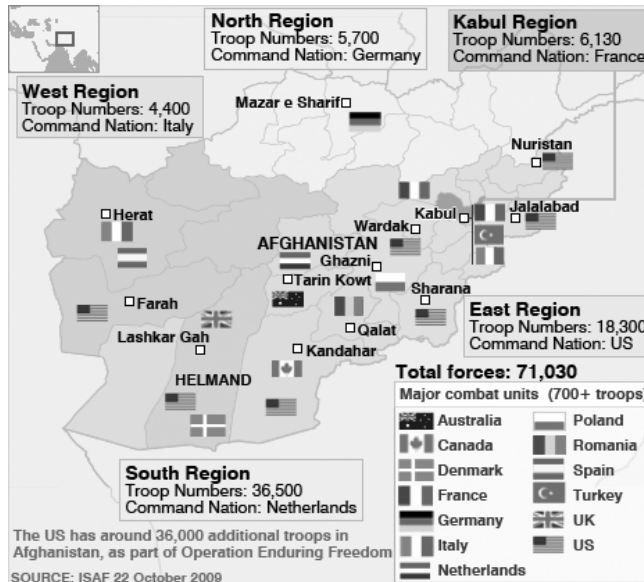 North Region
Troop Numbers: 5,700
Command Nation: Germany
Kabul Region
Troop Numbers: 6,130
Command Nation: France
West Region
Troop Numbers: 4,400
Command Nation: Italy
Mazar e Sharif
Nuristan
Herat
Wardak
Kabul
Jalalabad
AFGHANISTAN
Ghazni
Tarin Kowt
Sharana
Farah
Lashkar Gah
Qalat
Kandahar
HELMAND
East Region
Troop Numbers: 18,300
Command Nation: US
Total forces: 71,030
Major combat units (700+ troops)
Australia
Canada
Denmark
France
Germany
Italy
Netherlands
Poland
Romania
Spain
Turkey
UK
US
South Region
Troop Numbers: 36,500
Command Nation: Netherlands
The US has around 36,000 additional troops in
Afghanistan, as part of Operation Enduring Freedom
SOURCE: ISAF 22 October 2009